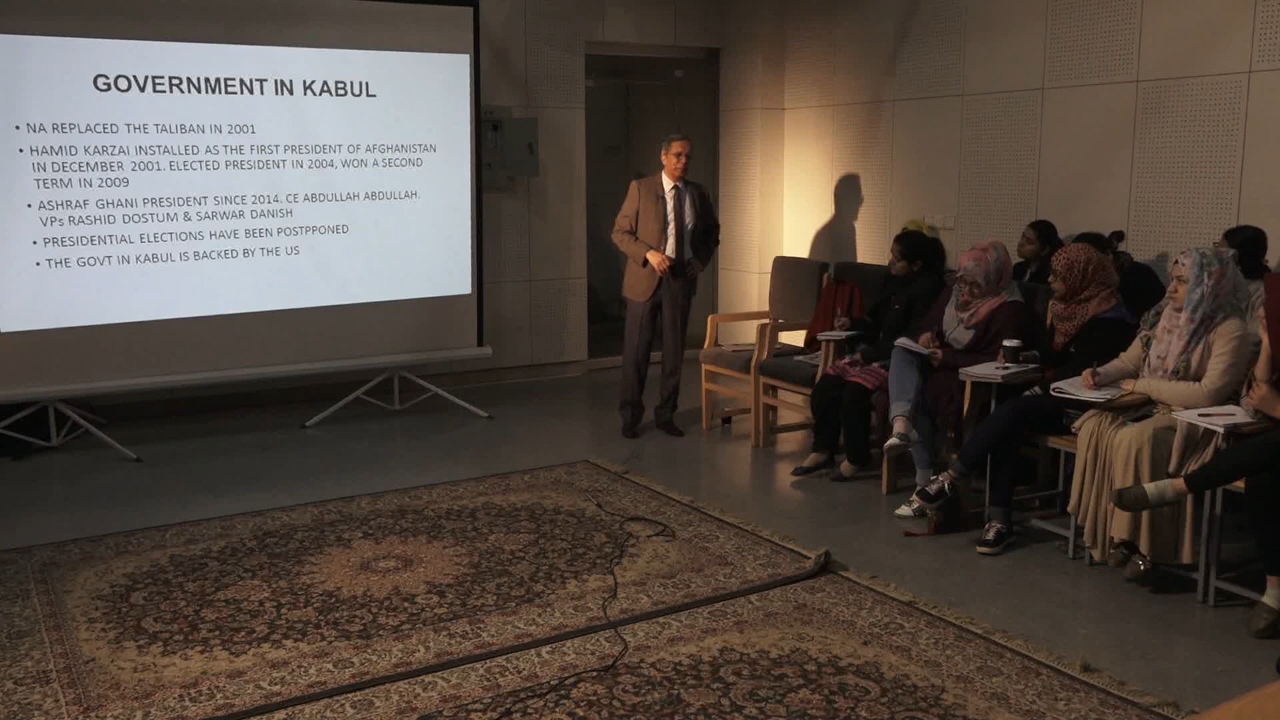 GOVERNMENT IN KABUL
• NA REPLACED THE TALIBAN IN 2001
• HAMID KARZAI INSTALLED AS THE FIRST PRESIDENT OF AFGHANISTAN
IN DECEMBER 2001. ELECTED PRESIDENT IN 2004, WON A SECOND
TERM IN 2009
• ASHRAF GHANI PRESIDENT SINCE 2014. CE ABDULLAH ABDULLAH.
VPs RASHID DOSTUM & SARWAR DANISH
• PRESIDENTIAL ELECTIONS HAVE BEEN POSTPPONED
• THE GOVT IN KABUL IS BACKED BY THE US